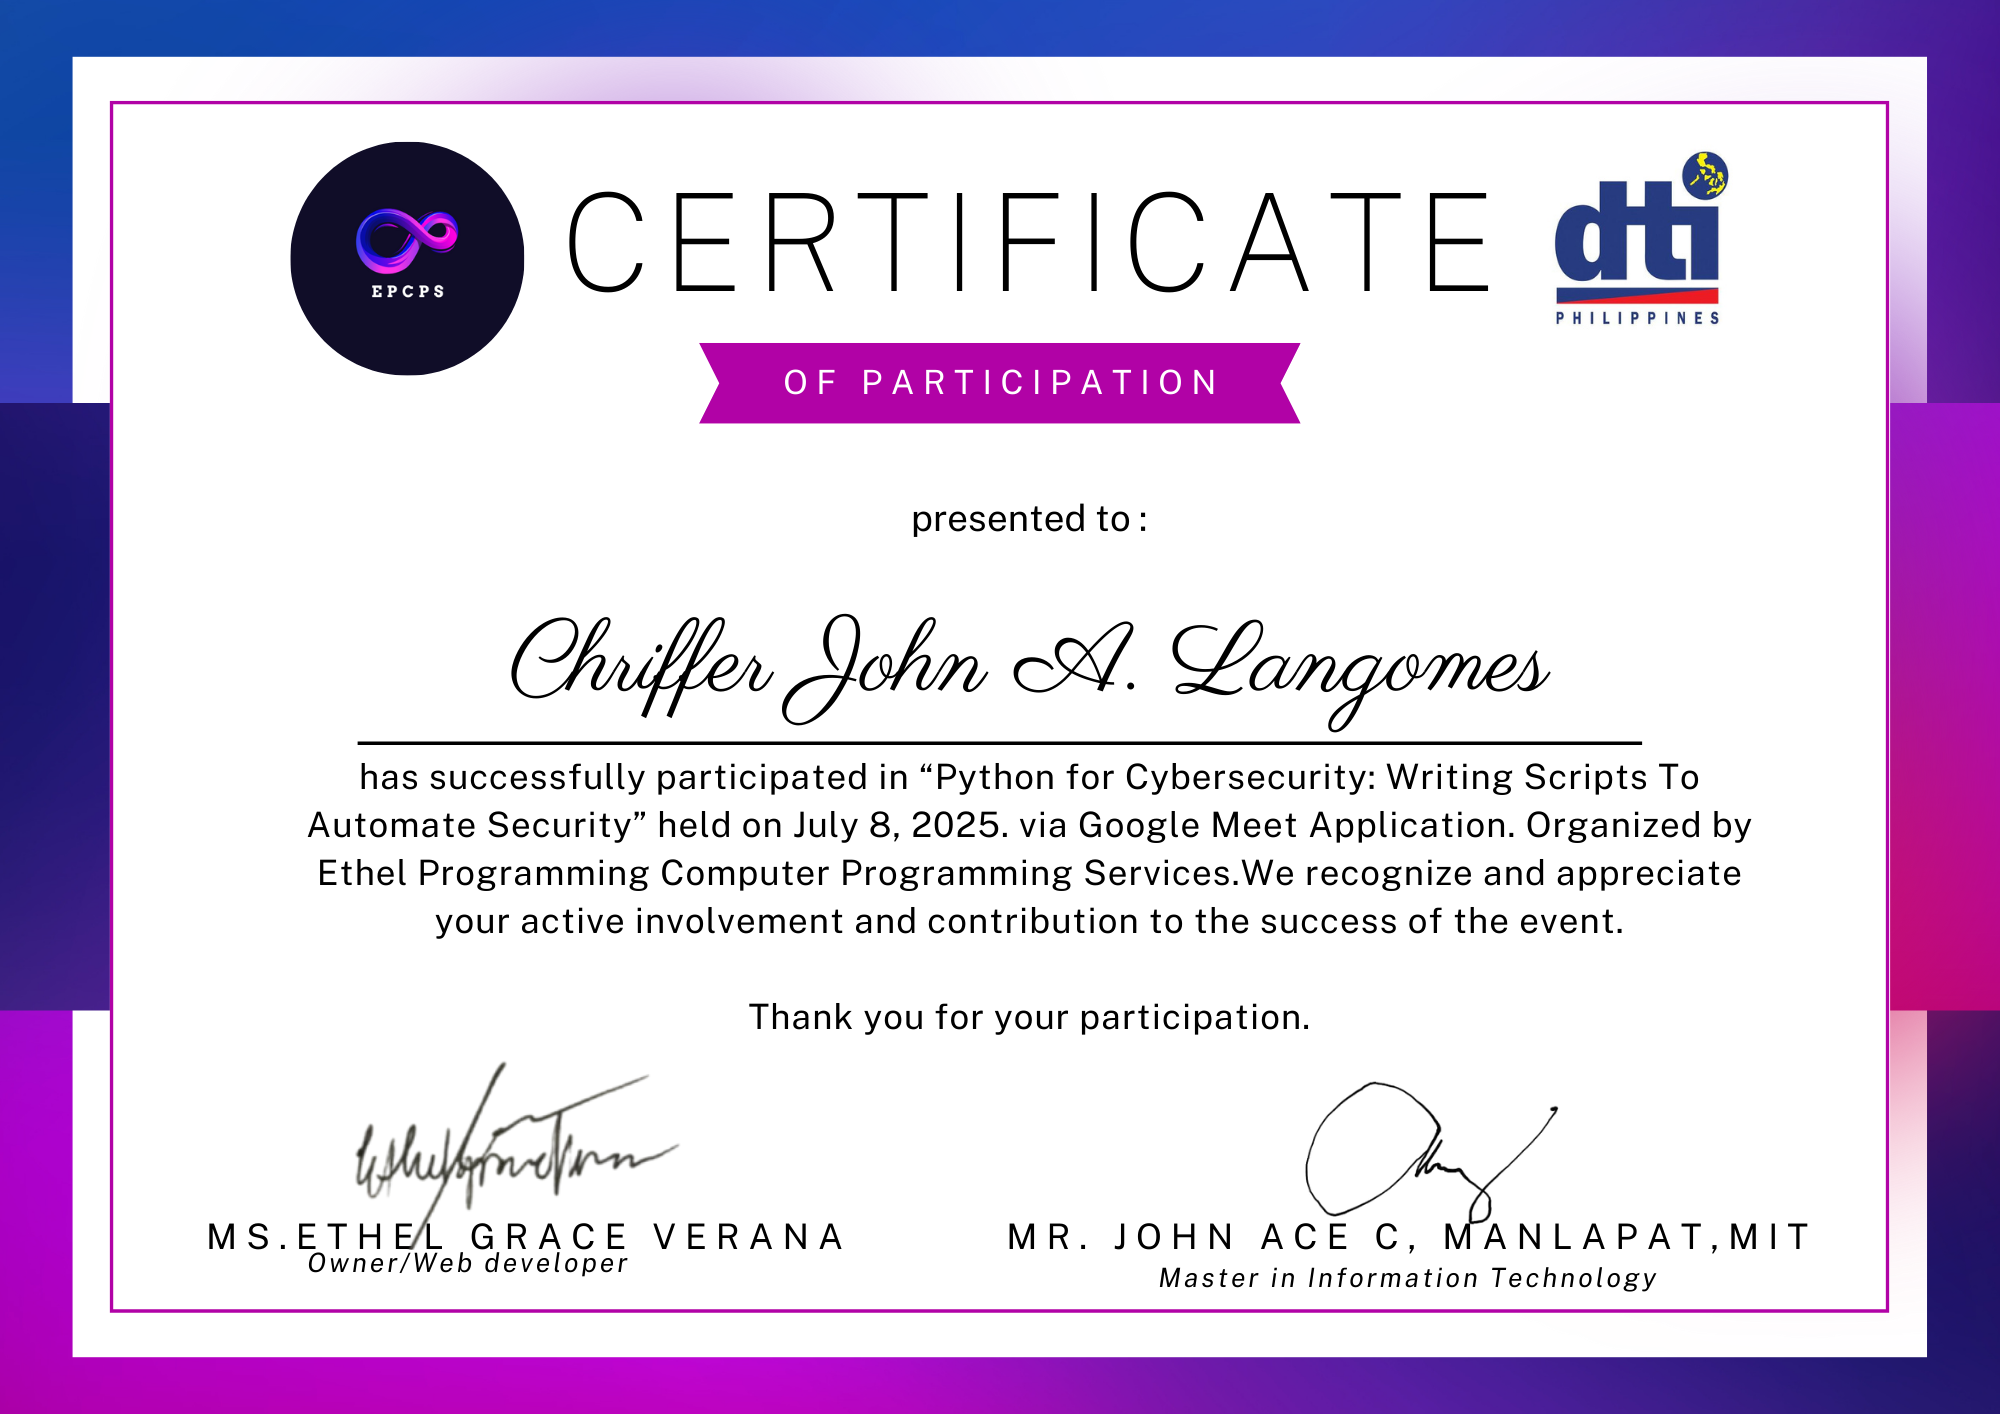 EPCPS
CERTIFICATE
dti
PHILIPPINES
OF PARTICIPATION
presented to :
Chriffer John A. Langomes
has successfully participated in “Python for Cybersecurity: Writing Scripts To
Automate Security” held on July 8, 2025. via Google Meet Application. Organized by
Ethel Programming Computer Programming Services.We recognize and appreciate
your active involvement and contribution to the success of the event.
Thank you for your participation.
MS.ETHEL GRACE VERANA
Owner/Web developer
MR. JOHN ACE C, MANLAPAT,MIT
Master in Information Technology